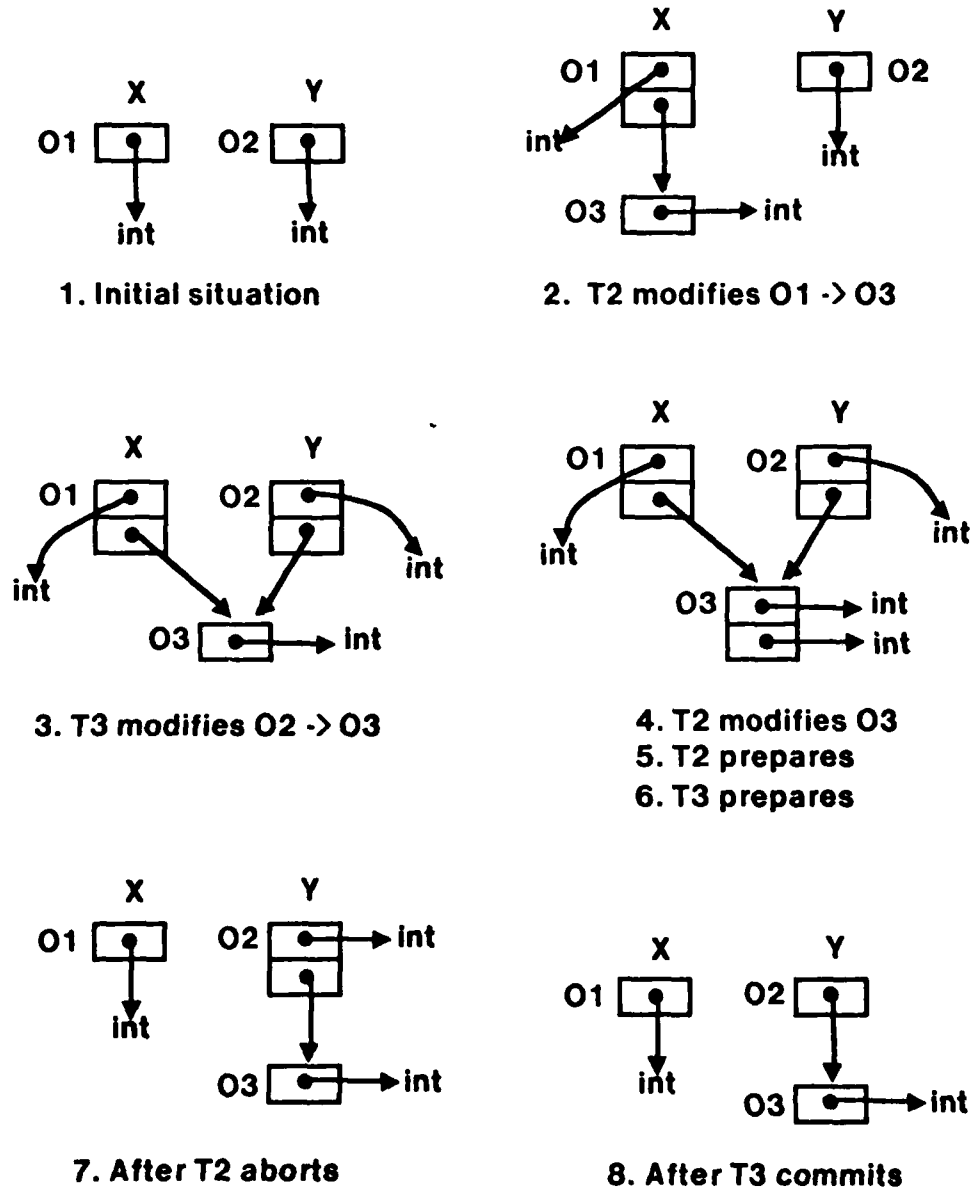 X Y
O1 O2
int int
1. Initial situation
X Y
O1 O2
int int
O3 int
2. T2 modifies O1 -> O3
X Y
O1 O2
int int
O3 int
3. T3 modifies O2 -> O3
X Y
O1 O2
int int
O3 int
int
4. T2 modifies O3
5. T2 prepares
6. T3 prepares
X Y
O1 O2 int
int
O3 int
7. After T2 aborts
X Y
O1 O2
int
O3 int
8. After T3 commits